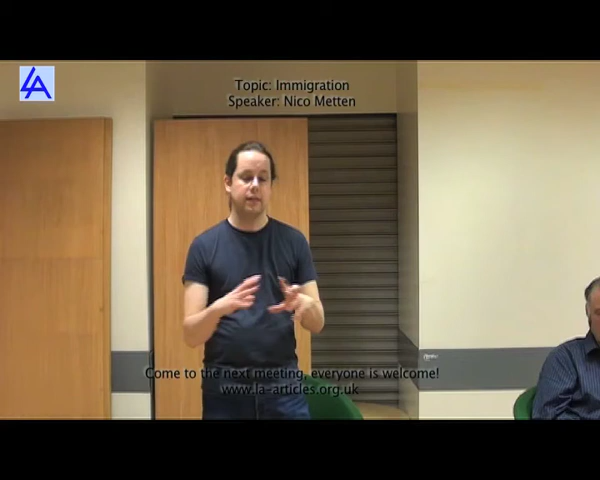 LA
Topic: Immigration
Speaker: Nico Metten
Come to the next meeting, everyone is welcome!
www.la-articles.org.uk